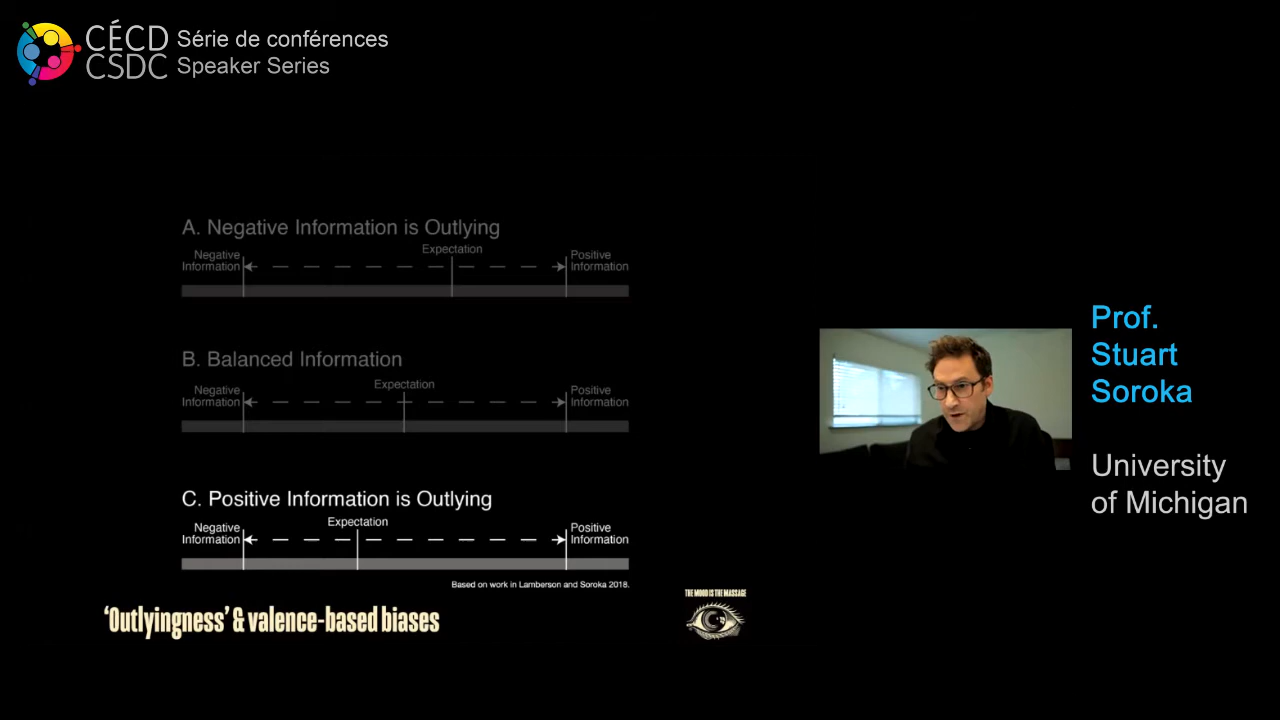 CÉCD Série de conférences
CSDC Speaker Series
A. Negative Information is Outlying
Expectation
Negative Information
Positive Information
B. Balanced Information
Expectation
Negative Information
Positive Information
C. Positive Information is Outlying
Expectation
Negative Information
Positive Information
Based on work in Lamberson and Soroka 2018.
'Outlyingness' & valence-based biases
THE MOOD IS THE MASSAGE
Prof.
Stuart
Soroka
University
of Michigan